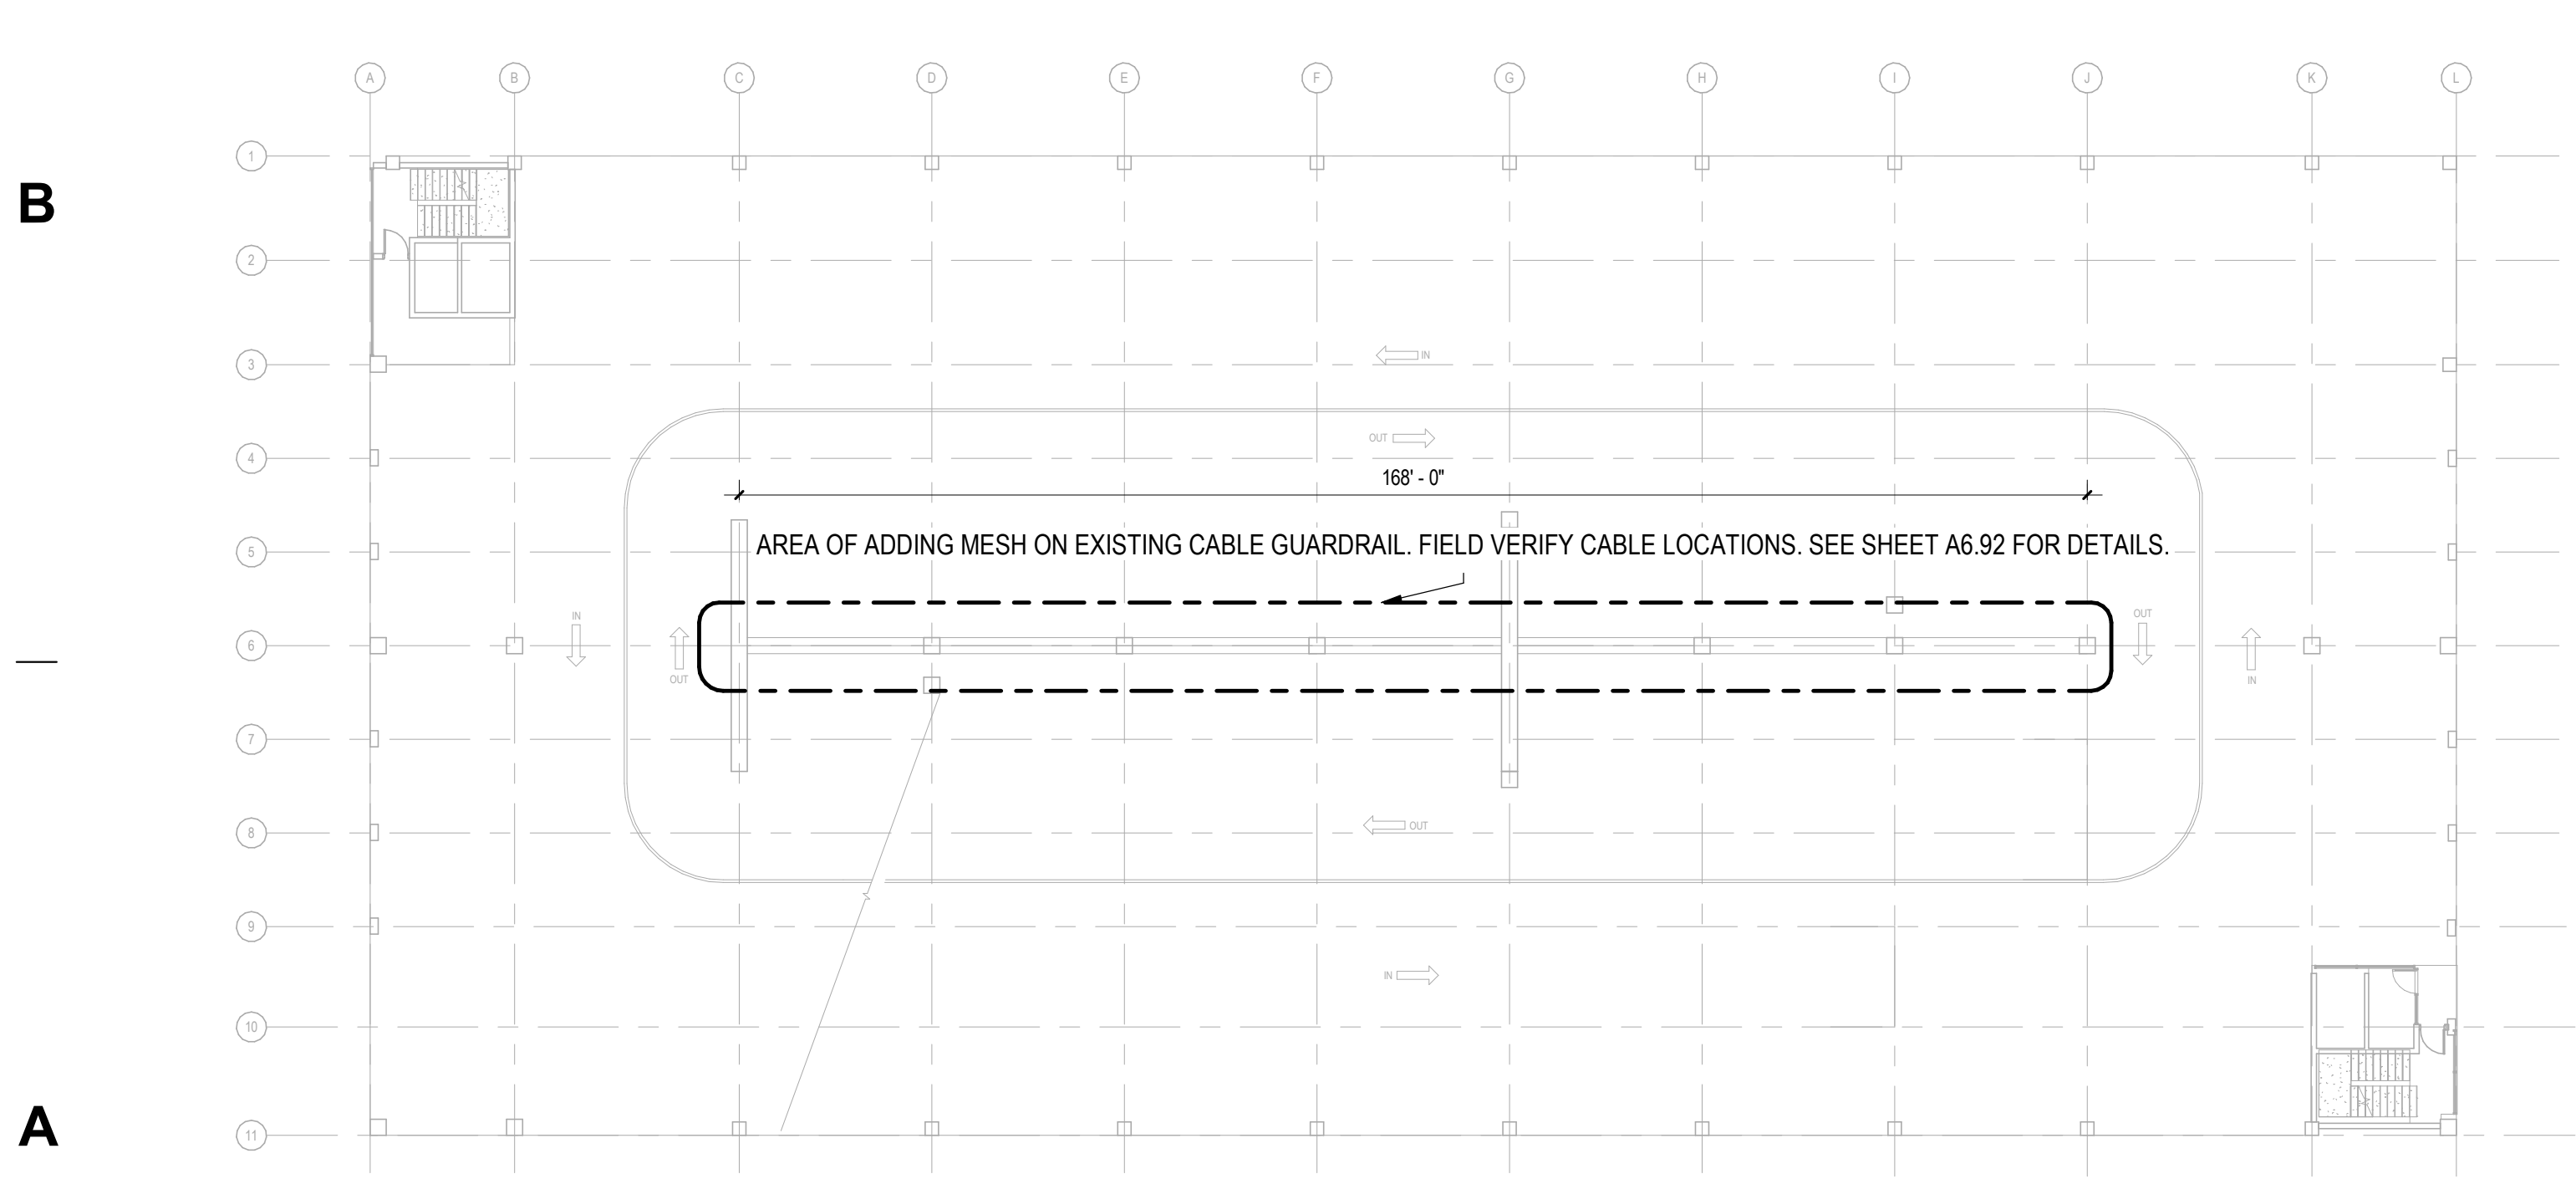 A B C D E F G H I J K L
1
B
2
3
IN
4
OUT
168' - 0"
5
AREA OF ADDING MESH ON EXISTING CABLE GUARDRAIL. FIELD VERIFY CABLE LOCATIONS. SEE SHEET A6.92 FOR DETAILS.
IN
OUT
6
OUT
IN
7
8
OUT
9
IN
10
A
11